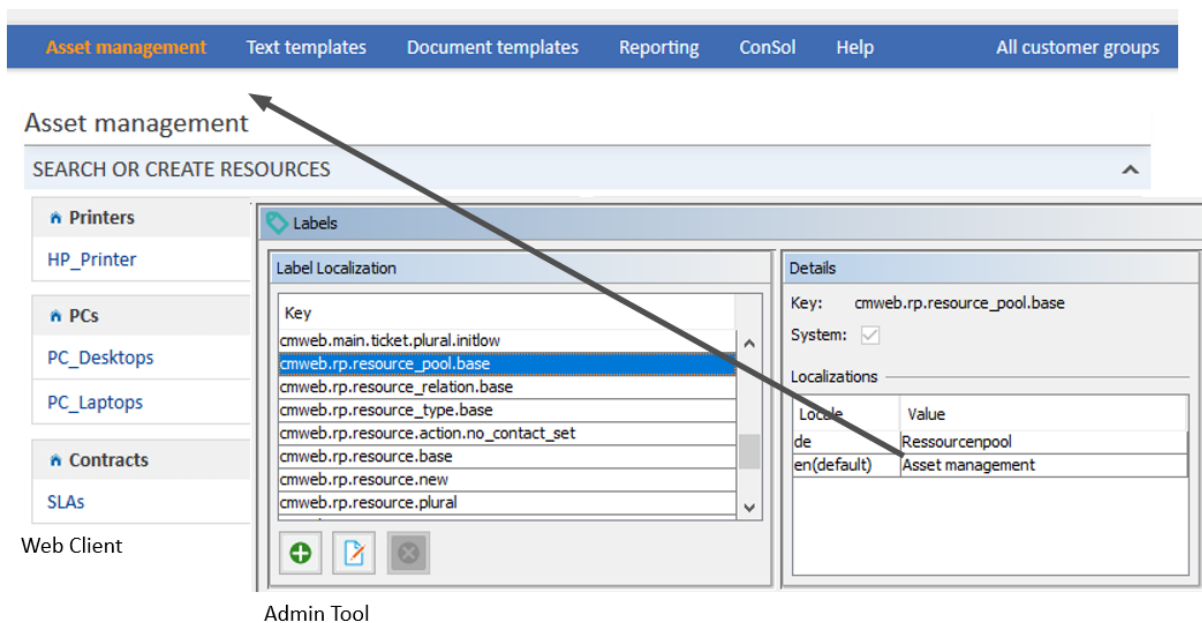 Asset management Text templates Document templates Reporting ConSol Help All customer groups
Asset management
SEARCH OR CREATE RESOURCES
Printers
HP_Printer
PCs
PC_Desktops
PC_Laptops
Contracts
SLAs
Web Client
Labels
Label Localization
Key
cmweb.main.ticket.plural.initlow
cmweb.rp.resource_pool.base
cmweb.rp.resource_relation.base
cmweb.rp.resource_type.base
cmweb.rp.resource.action.no_contact_set
cmweb.rp.resource.base
cmweb.rp.resource.new
cmweb.rp.resource.plural
Details
Key: cmweb.rp.resource_pool.base
System:
Localizations
Locale Value
de Ressourcenpool
en(default) Asset management
Admin Tool